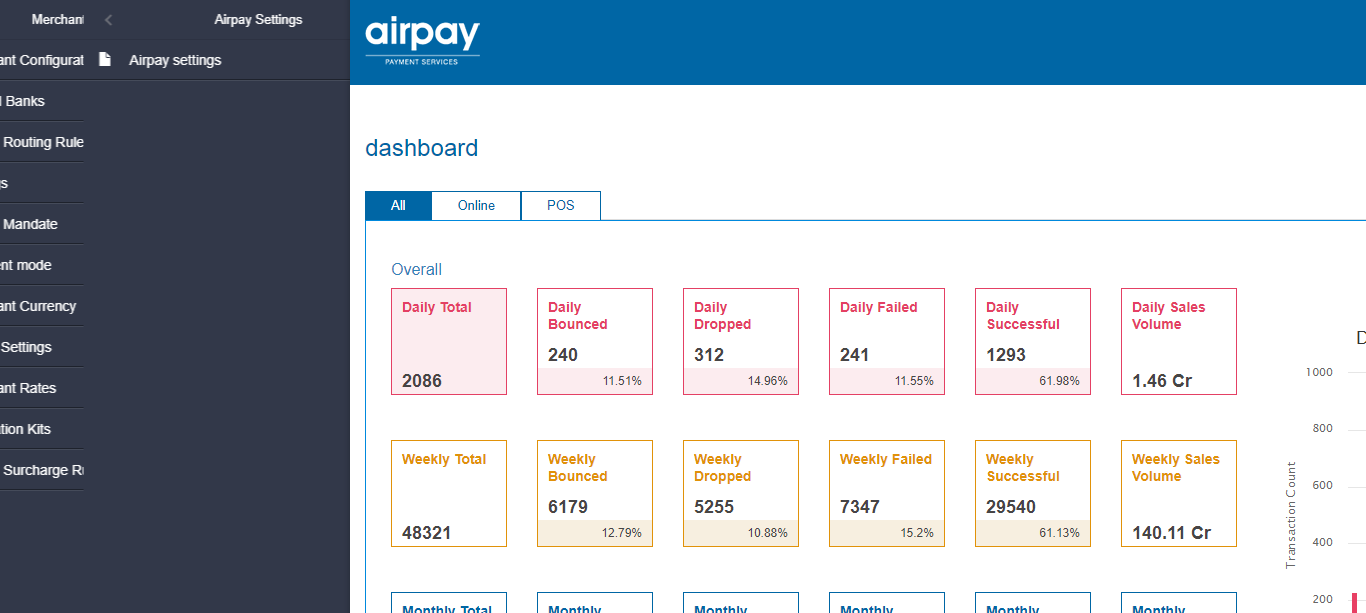 Merchant
Airpay Settings
ant Configurat
Airpay settings
l Banks
Routing Rule
gs
Mandate
ent mode
ant Currency
Settings
ant Rates
tion Kits
Surcharge Ru
airpay
PAYMENT SERVICES
dashboard
All
Online
POS
Overall
Daily Total
2086
Daily
Bounced
240
11.51%
Daily
Dropped
312
14.96%
Daily Failed
241
11.55%
Daily
Successful
1293
61.98%
Daily Sales
Volume
1.46 Cr
Weekly Total
48321
Weekly
Bounced
6179
12.79%
Weekly
Dropped
5255
10.88%
Weekly Failed
7347
15.2%
Weekly
Successful
29540
61.13%
Weekly Sales
Volume
140.11 Cr
Monthly Total
Monthly
Monthly
Monthly
Monthly
Monthly
D
Transaction Count
1000
800
600
400
200